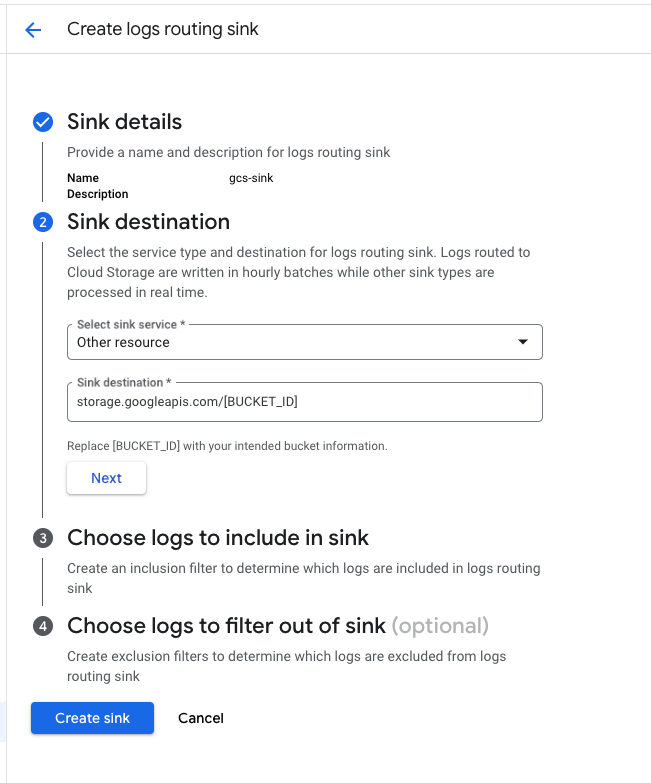 Create logs routing sink
Sink details
Provide a name and description for logs routing sink
Name gcs-sink
Description
2 Sink destination
Select the service type and destination for logs routing sink. Logs routed to
Cloud Storage are written in hourly batches while other sink types are
processed in real time.
Select sink service *
Other resource
Sink destination *
storage.googleapis.com/[BUCKET_ID]
Replace [BUCKET_ID] with your intended bucket information.
Next
3 Choose logs to include in sink
Create an inclusion filter to determine which logs are included in logs routing
sink
4 Choose logs to filter out of sink (optional)
Create exclusion filters to determine which logs are excluded from logs
routing sink
Create sink Cancel